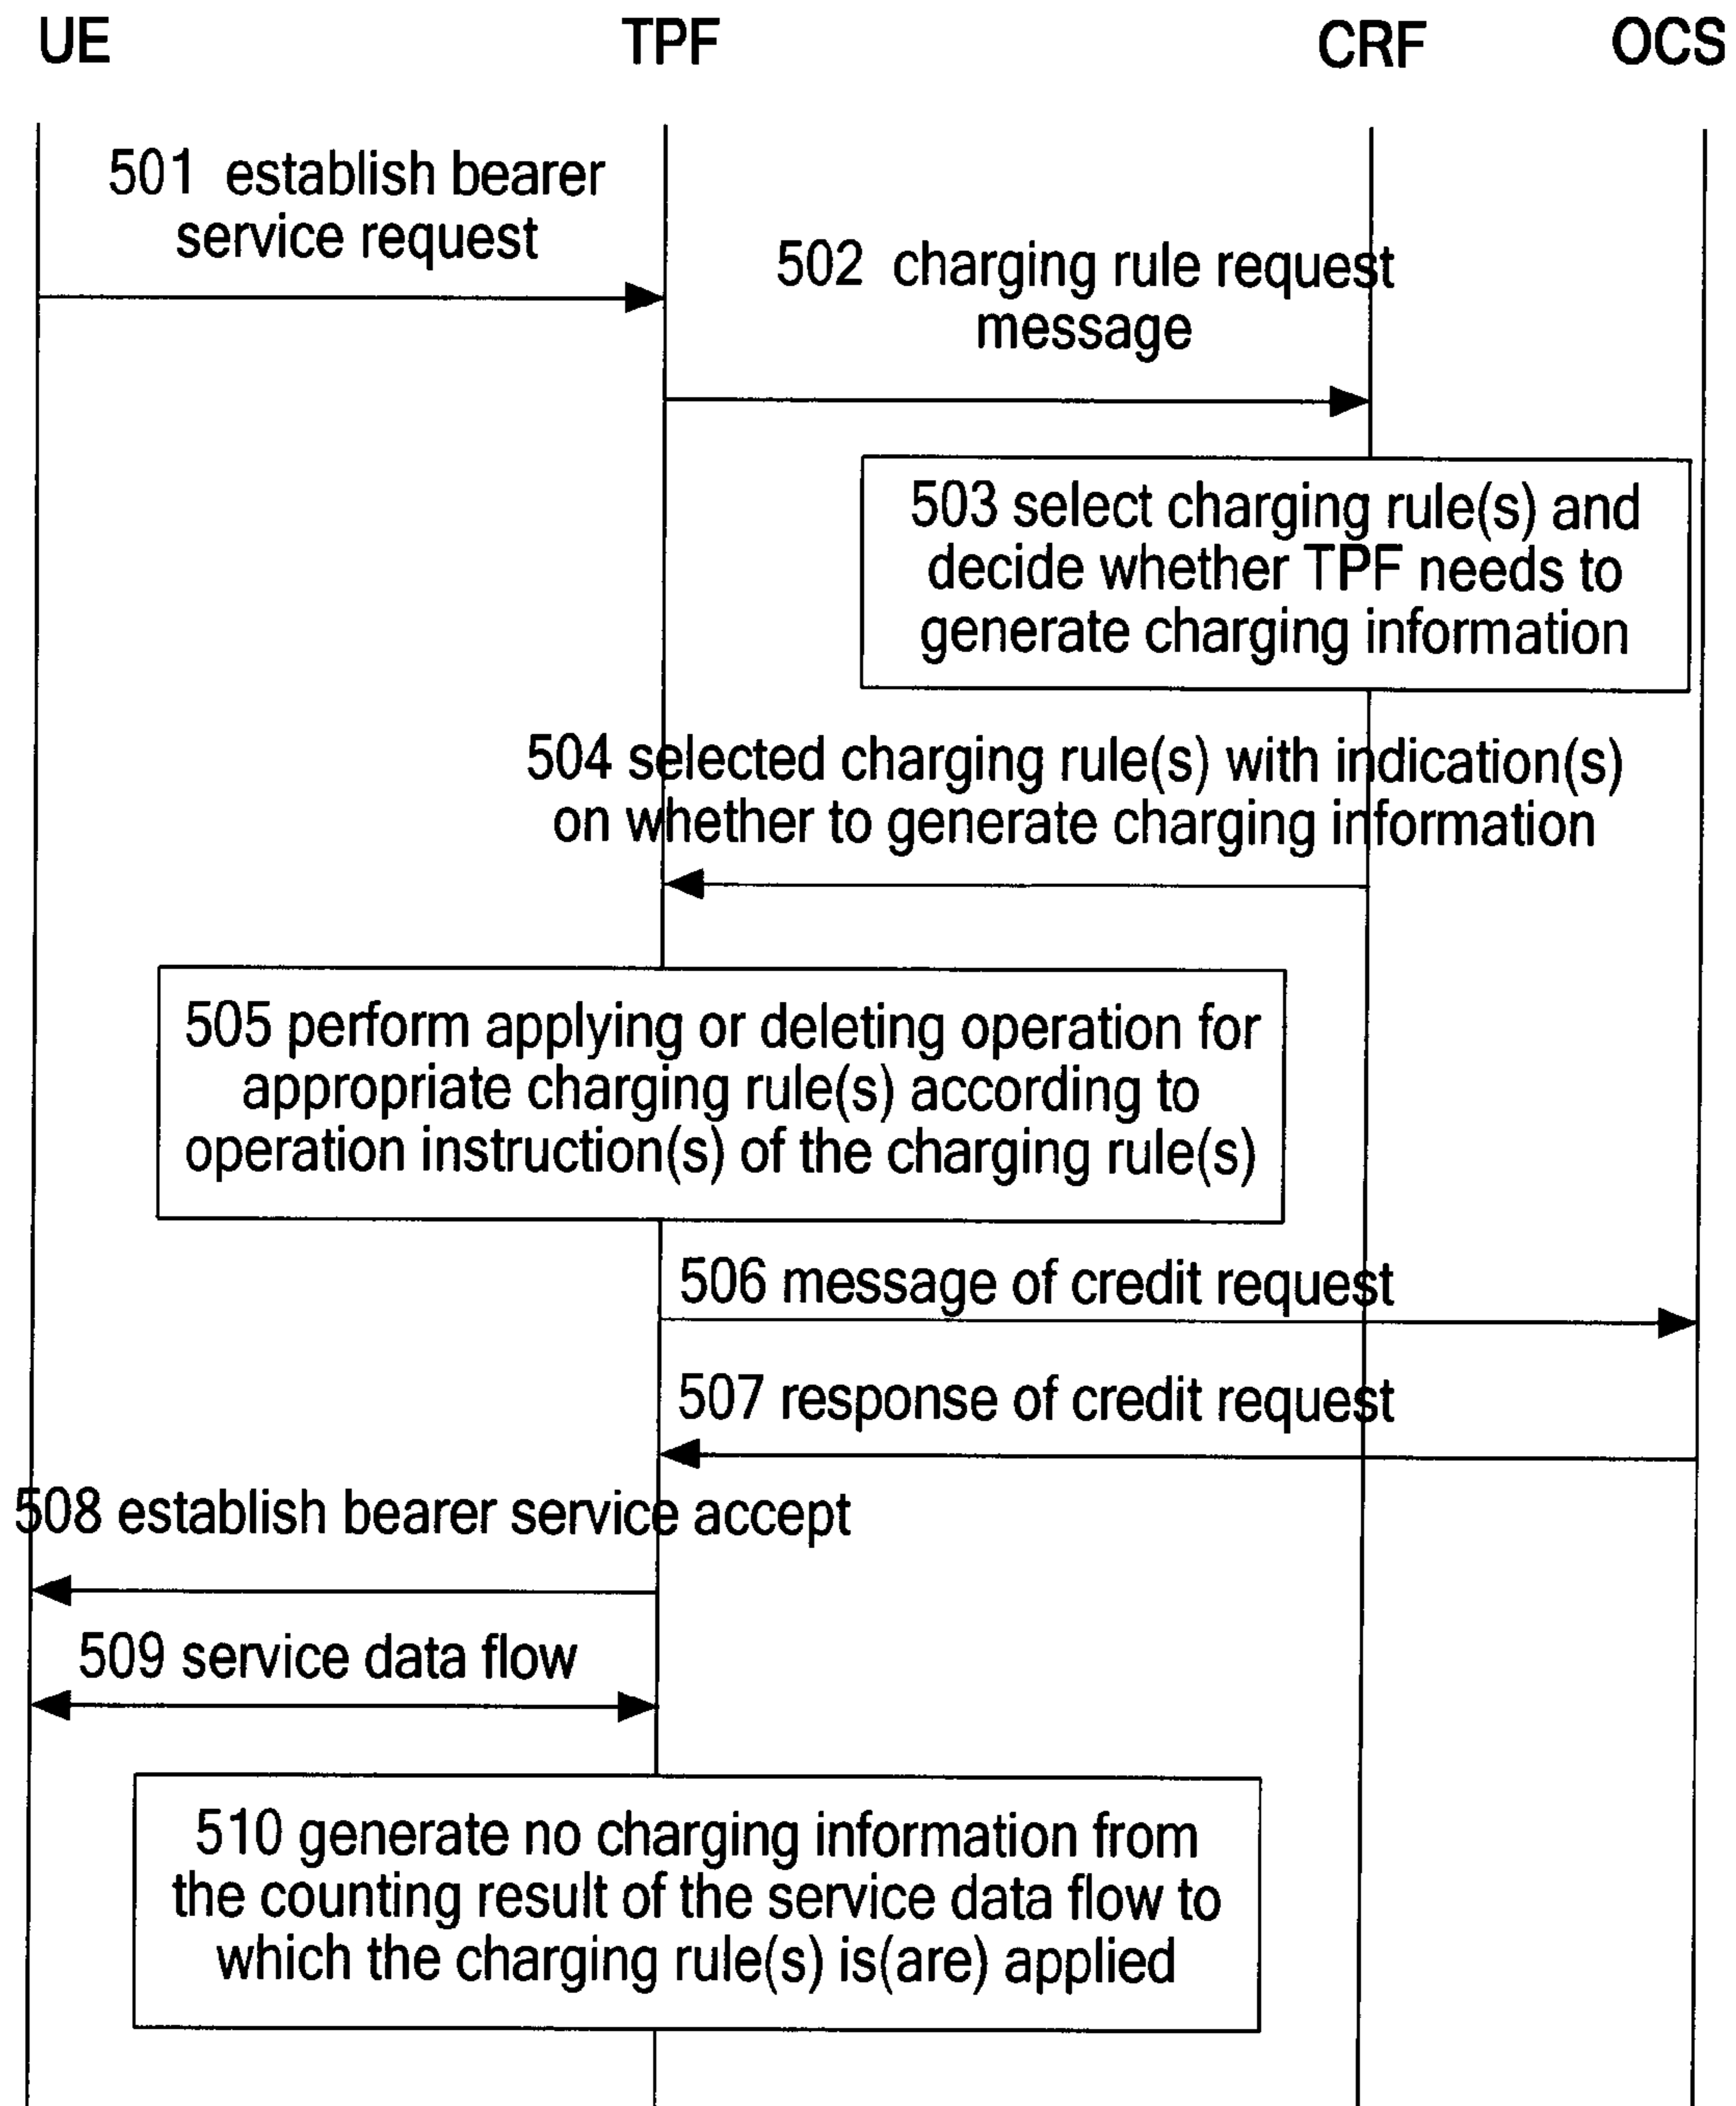 UE TPF CRF OCS
501 establish bearer
service request
502 charging rule request
message
503 select charging rule(s) and
decide whether TPF needs to
generate charging information
504 selected charging rule(s) with indication(s)
on whether to generate charging information
505 perform applying or deleting operation for
appropriate charging rule(s) according to
operation instruction(s) of the charging rule(s)
506 message of credit request
507 response of credit request
508 establish bearer service accept
509 service data flow
510 generate no charging information from
the counting result of the service data flow to
which the charging rule(s) is(are) applied